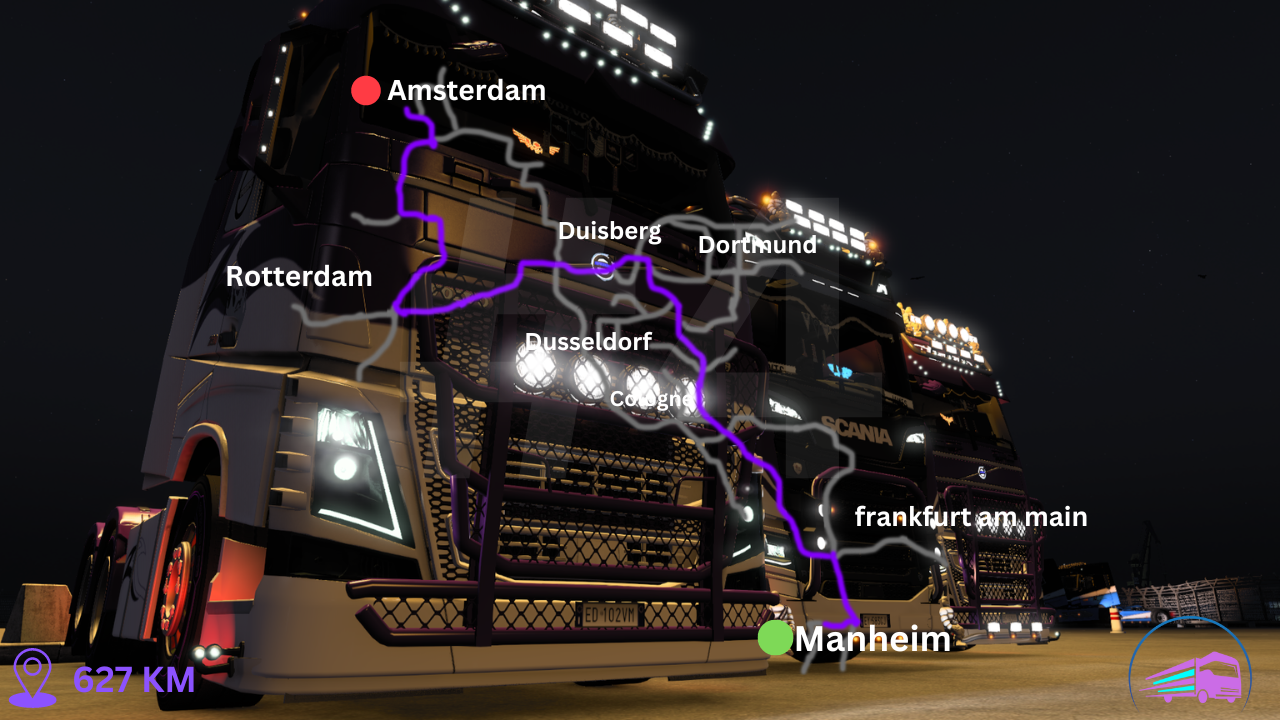 Amsterdam
Duisberg
Dortmund
Rotterdam
Dusseldorf
Cologne
SCANIA
frankfurt am main
ED·102VM
Manheim
627 KM